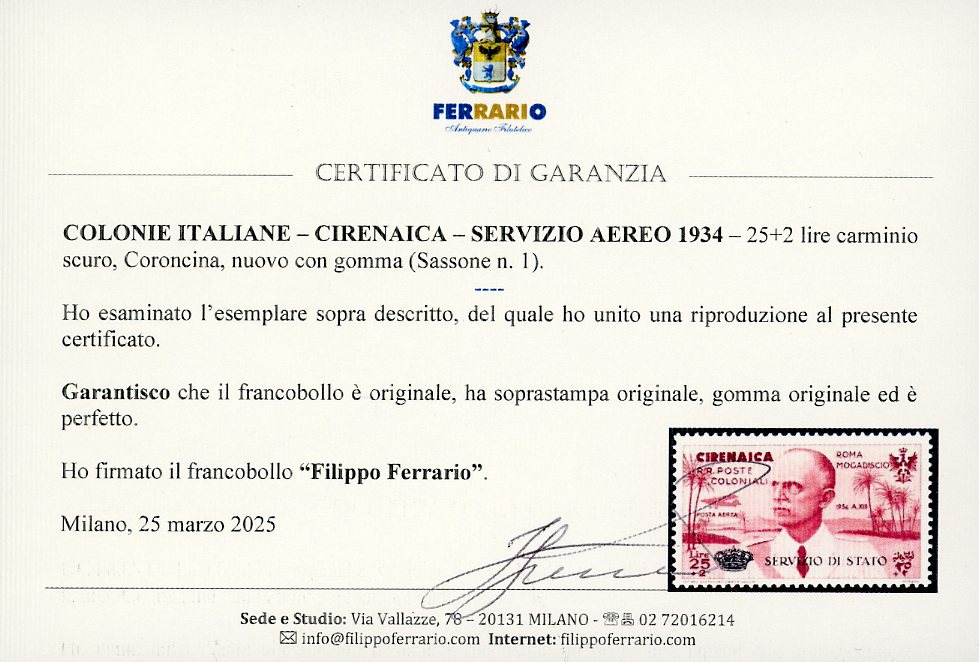 FERRARIO
Antiquario Filatelico
CERTIFICATO DI GARANZIA
COLONIE ITALIANE – CIRENAICA – SERVIZIO AEREO 1934 – 25+2 lire carminio
scuro, Coroncina, nuovo con gomma (Sassone n. 1).
----
Ho esaminato l'esemplare sopra descritto, del quale ho unito una riproduzione al presente
certificato.
Garantisco che il francobollo è originale, ha soprastampa originale, gomma originale ed è
perfetto.
Ho firmato il francobollo “Filippo Ferrario”.
Milano, 25 marzo 2025
CIRENAICA
R.R. POSTE
COLONIALI
ROMA
MOGADISCIO
POSTA AEREA
1934 A.XIII
Lire
25
+2
SERVIZIO DI STATO
Sede e Studio: Via Vallazze, 78 – 20131 MILANO - ☏ 02 72016214
✉ info@filippoferrario.com Internet: filippoferrario.com